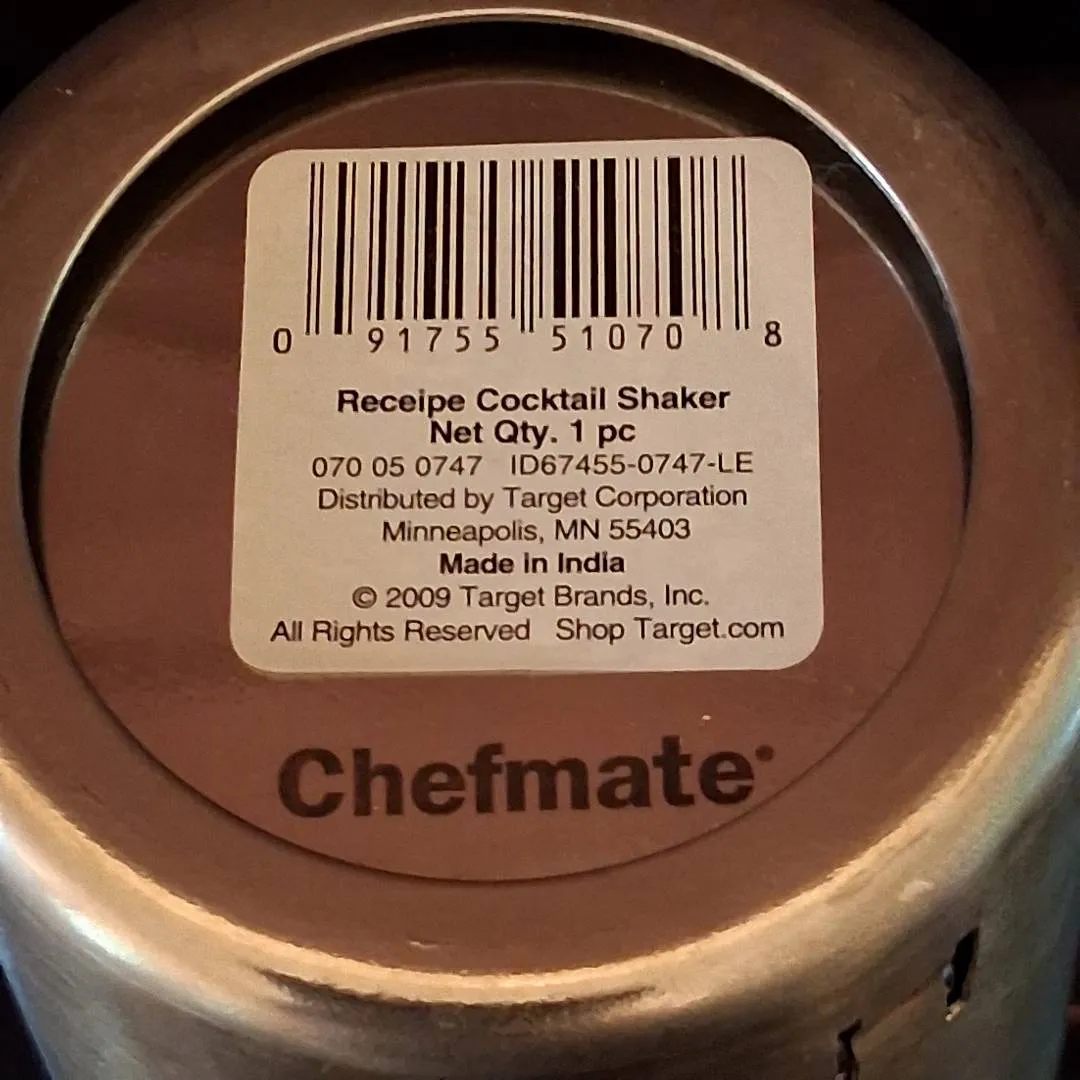 0 91755 51070 8
Receipe Cocktail Shaker
Net Qty. 1 pc
070 05 0747 ID67455-0747-LE
Distributed by Target Corporation
Minneapolis, MN 55403
Made in India
© 2009 Target Brands, Inc.
All Rights Reserved Shop Target.com
Chefmate